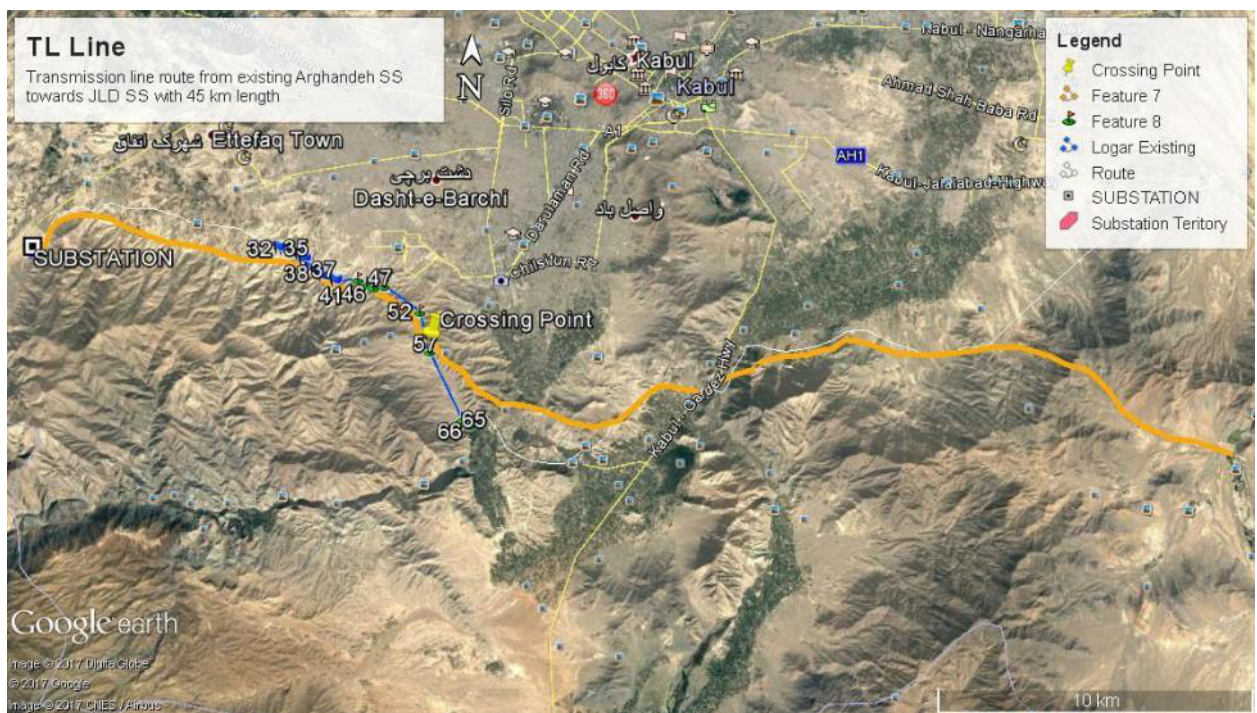 TL Line
Transmission line route from existing Arghandeh SS
towards JLD SS with 45 km length
N
Legend
Crossing Point
Feature 7
Feature 8
Logar Existing
Route
SUBSTATION
Substation Teritory
Kabul - Nangarha
کابول Kabul
360
Kabul
Silo Rd
Ahmad Shah Baba Rd
A1
شهرک اتفاق Ettefaq Town
AH1
Kabul-Jalalabad-Highway
دشت برچی
Dasht-e-Barchi
Darulaman Rd
واصل باد
SUBSTATION
32
35
38
37
41
46
47
Chilsitun Rd
52
Crossing Point
57
Kabul - Gardez Hwy
66
65
Google earth
Image © 2017 DigitalGlobe
© 2017 Google
Image © 2017 CNES / Airbus
10 km